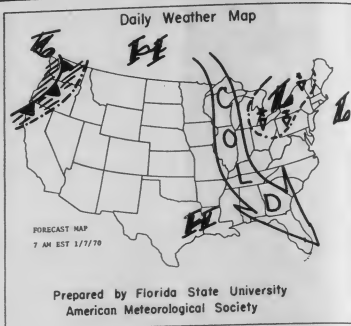 Daily Weather Map
L
H
L
L
COLD
H
FORECAST MAP
7 AM EST 1/7/70
Prepared by Florida State University
American Meteorological Society